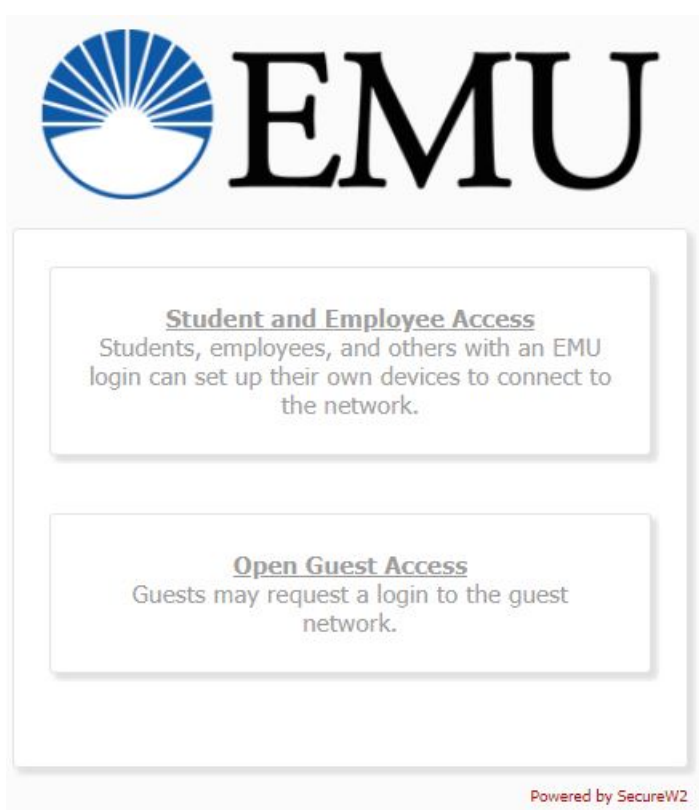 EMU
Student and Employee Access
Students, employees, and others with an EMU
login can set up their own devices to connect to
the network.
Open Guest Access
Guests may request a login to the guest
network.
Powered by SecureW2